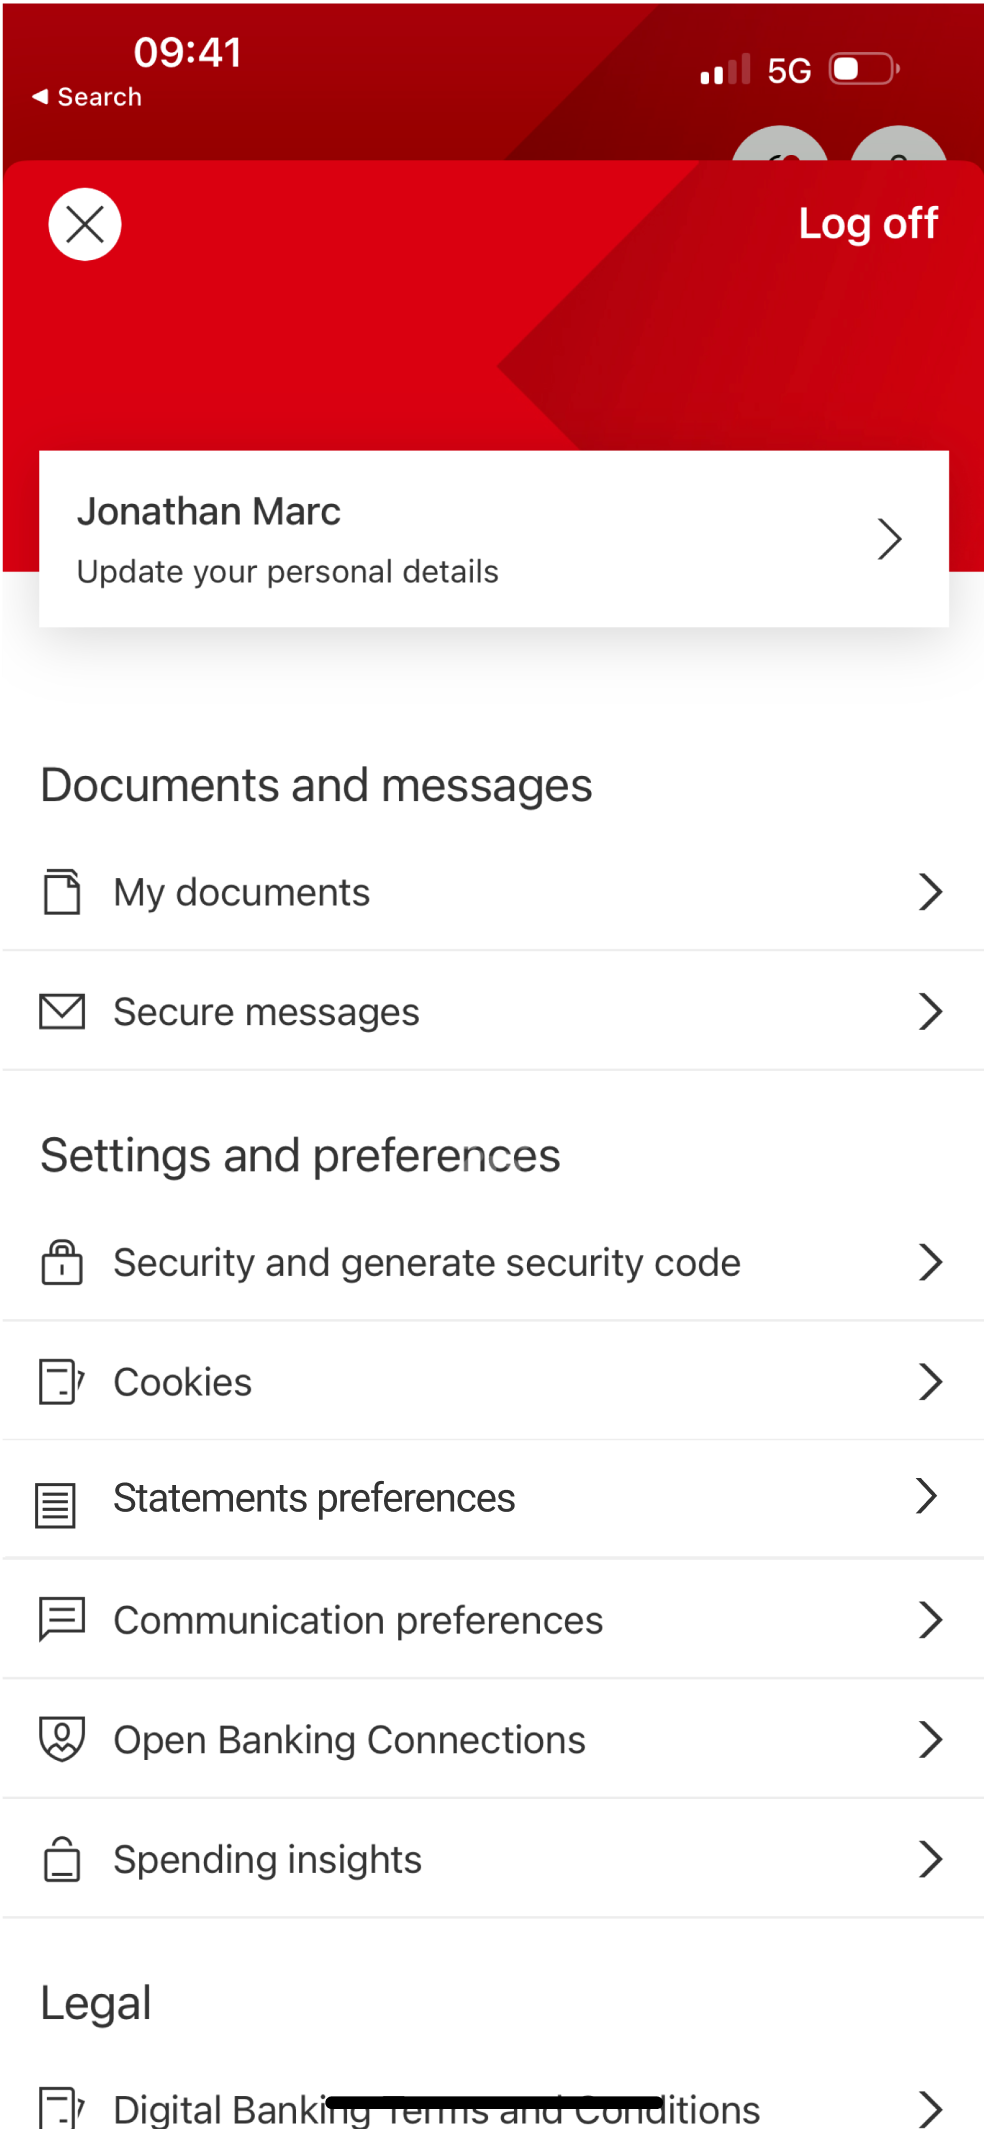 09:41
5G
Search
Log off
Jonathan Marc
Update your personal details
Documents and messages
My documents
Secure messages
Settings and preferences
Security and generate security code
Cookies
Statements preferences
Communication preferences
Open Banking Connections
Spending insights
Legal
Digital Banking Terms and Conditions